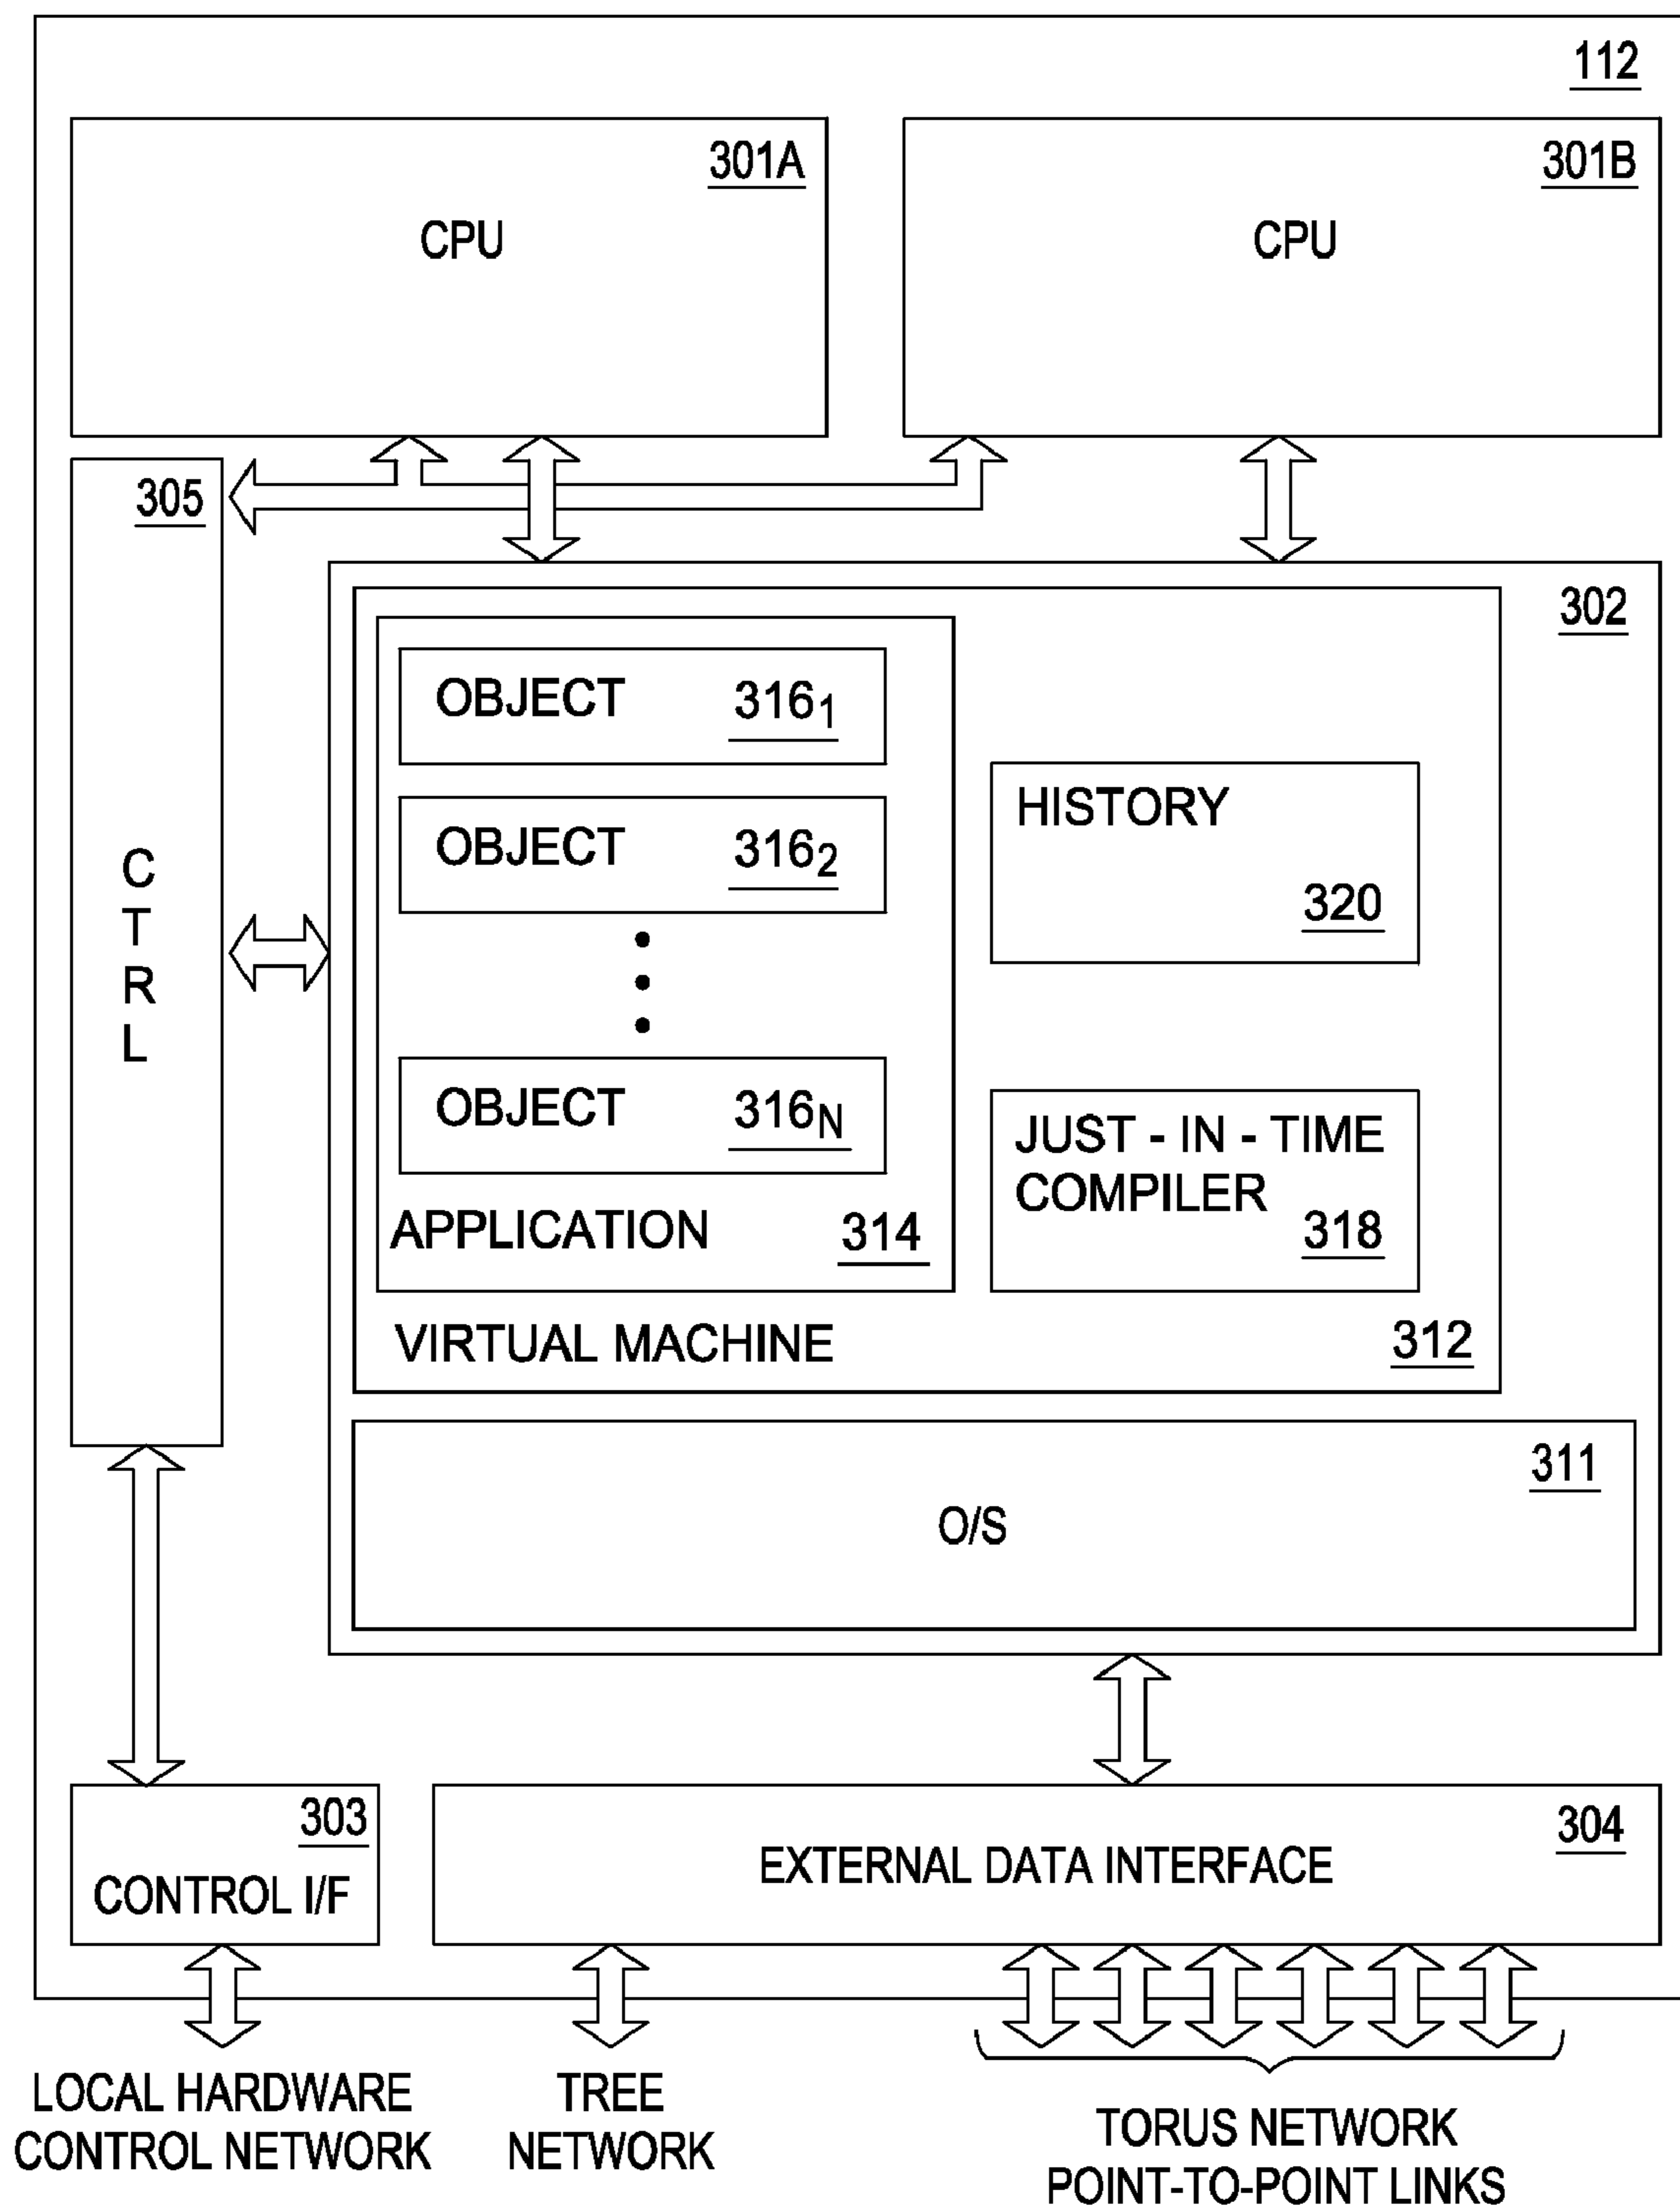 112
301A
CPU
301B
CPU
305
CTRL
302
OBJECT 316₁
OBJECT 316₂
OBJECT 316N
APPLICATION 314
HISTORY
320
JUST - IN - TIME
COMPILER
318
VIRTUAL MACHINE 312
311
O/S
303
CONTROL I/F
304
EXTERNAL DATA INTERFACE
LOCAL HARDWARE
CONTROL NETWORK
TREE
NETWORK
TORUS NETWORK
POINT-TO-POINT LINKS